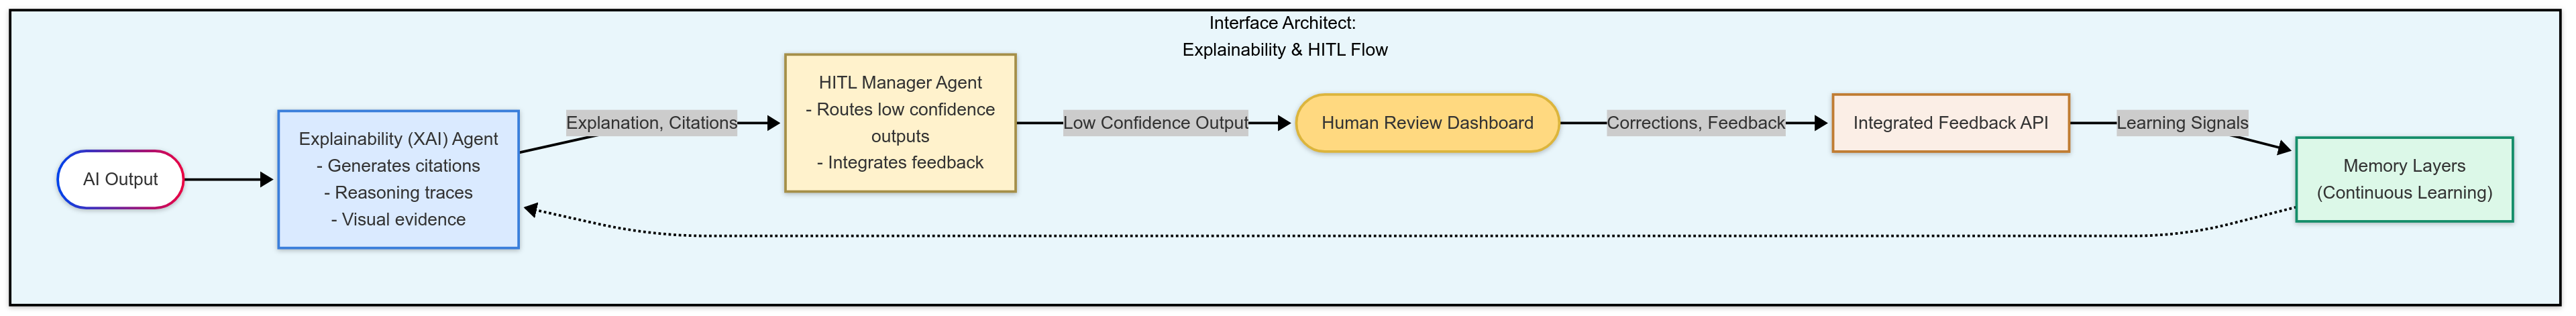 Interface Architect:
Explainability & HITL Flow
AI Output
Explainability (XAI) Agent
- Generates citations
- Reasoning traces
- Visual evidence
Explanation, Citations
HITL Manager Agent
- Routes low confidence
outputs
- Integrates feedback
Low Confidence Output
Human Review Dashboard
Corrections, Feedback
Integrated Feedback API
Learning Signals
Memory Layers
(Continuous Learning)